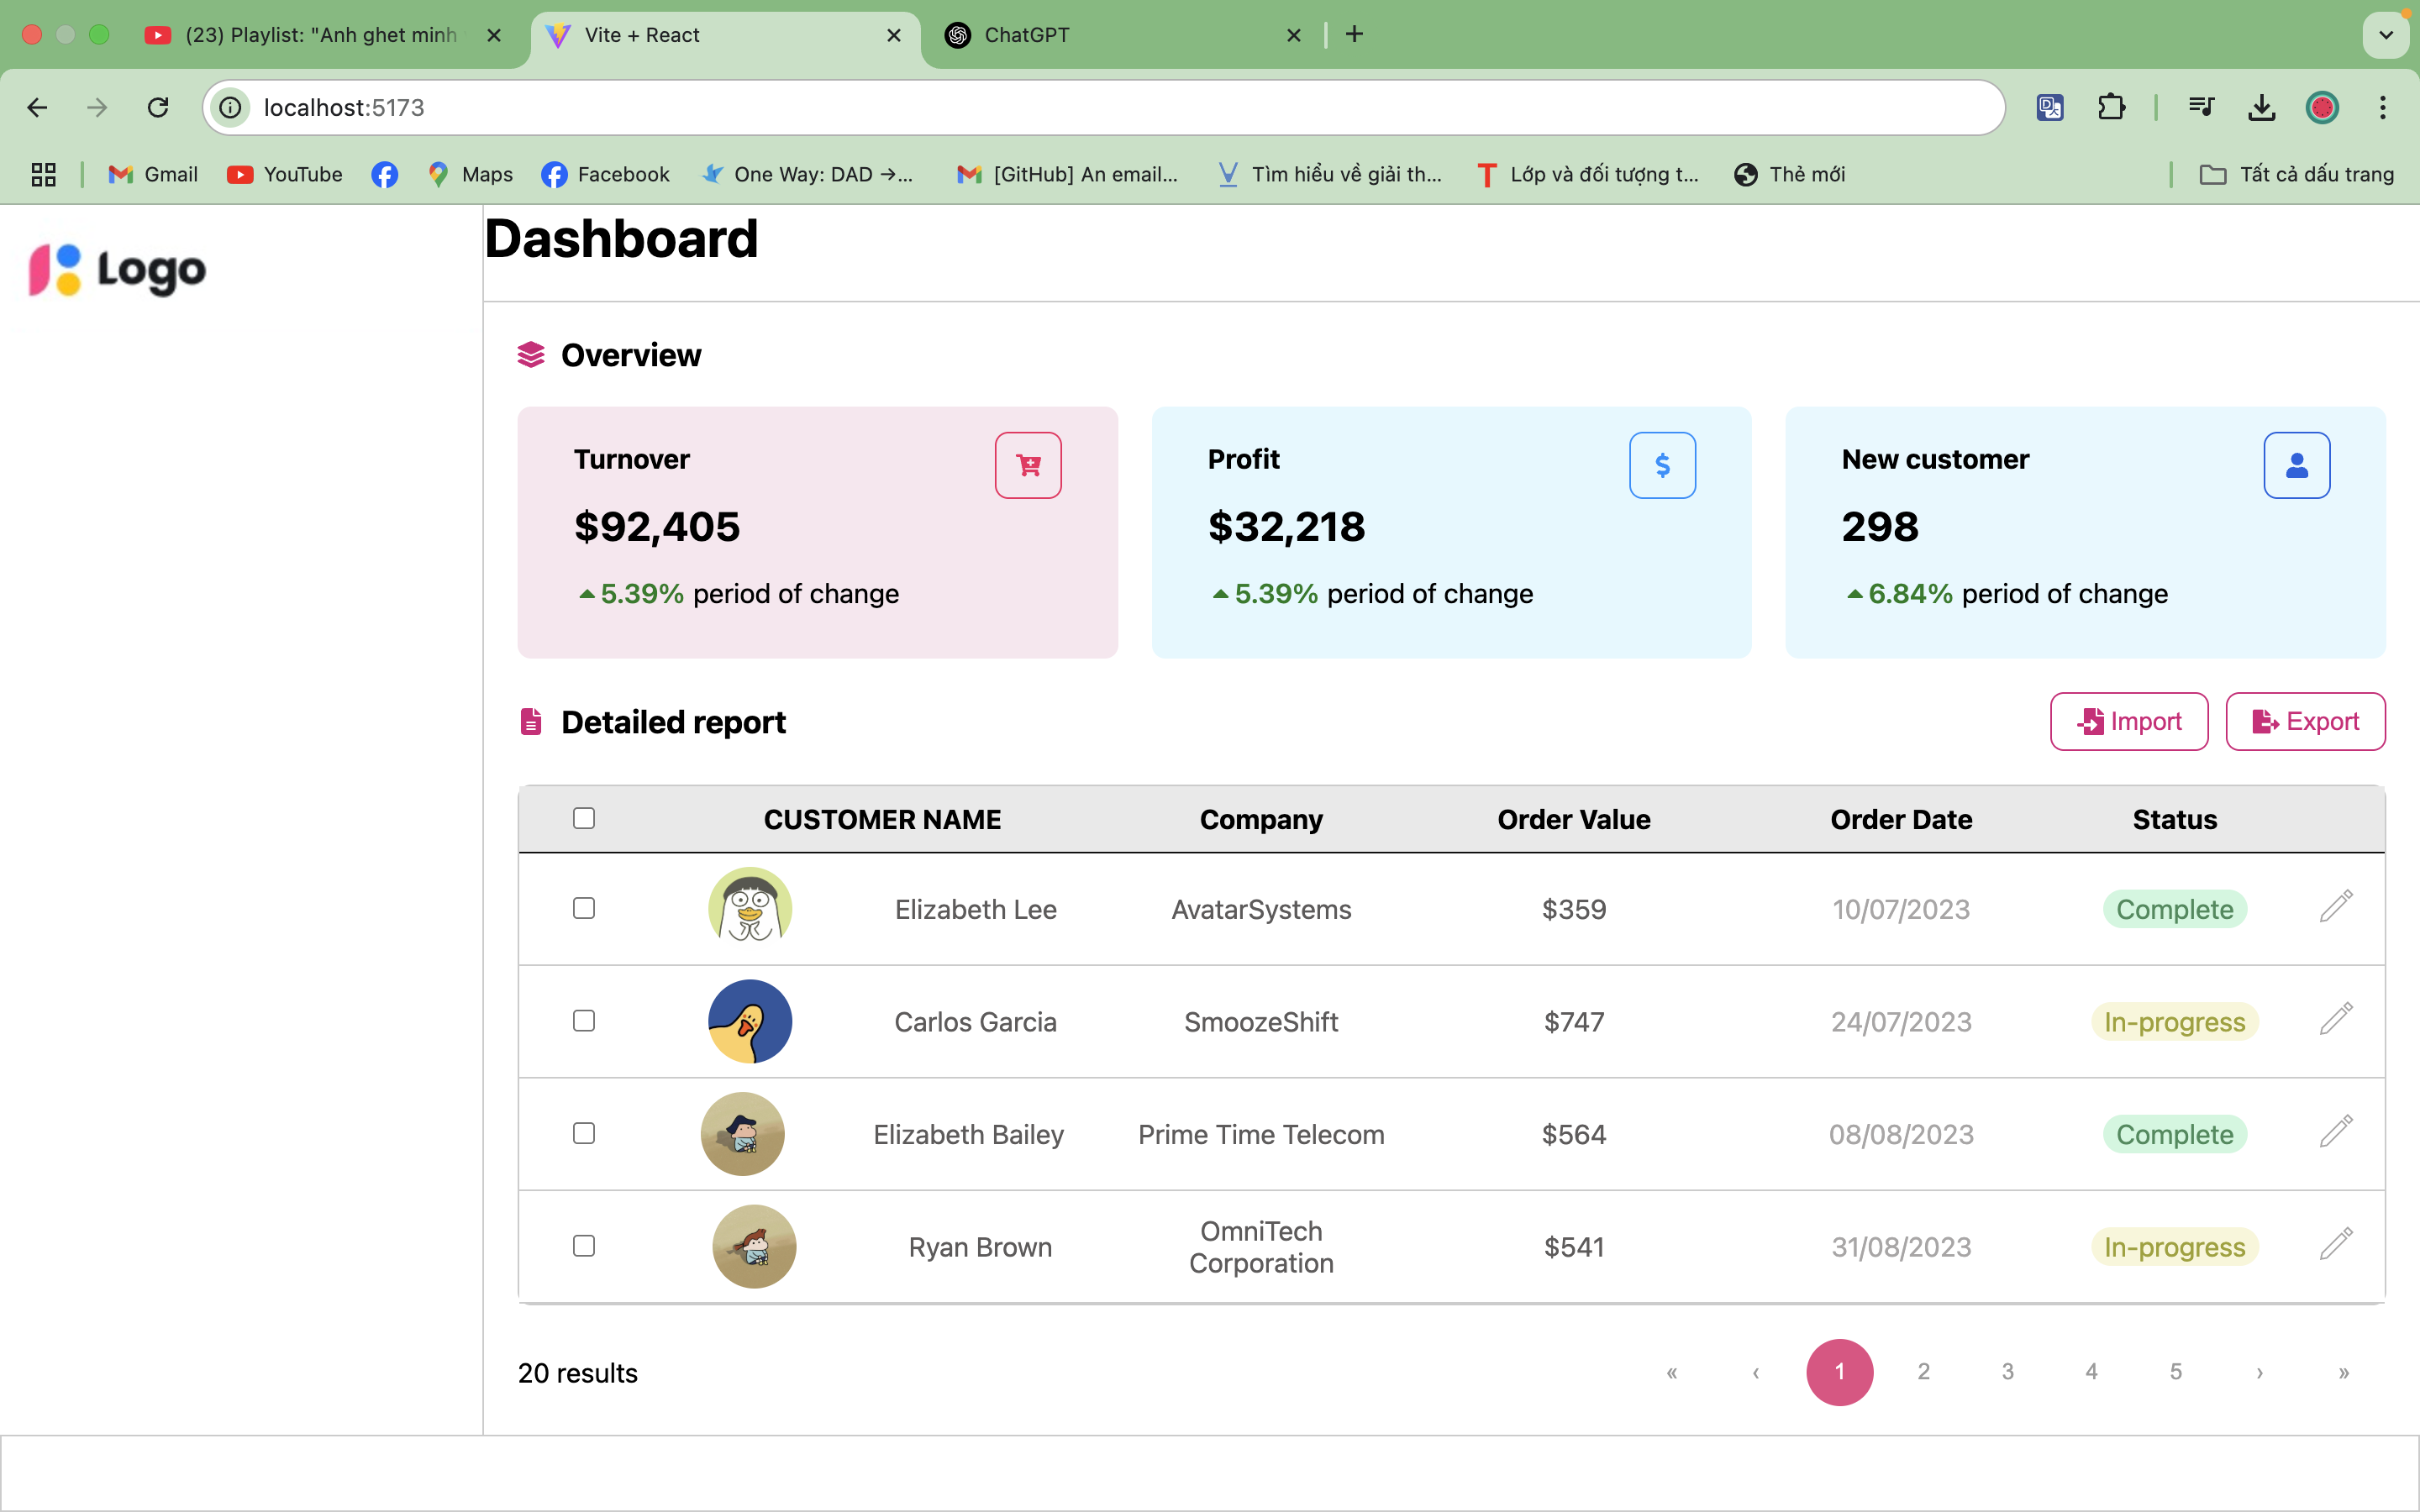 (23) Playlist: "Anh ghet minh
Vite + React
ChatGPT
localhost:5173
Gmail
YouTube
Maps
Facebook
One Way: DAD →...
[GitHub] An email...
Tìm hiểu về giải th...
Lớp và đối tượng t...
Thẻ mới
Tất cả dấu trang
Logo
Dashboard
Overview
Turnover
$92,405
5.39% period of change
Profit
$32,218
5.39% period of change
New customer
298
6.84% period of change
Detailed report
Import
Export
CUSTOMER NAME Company Order Value Order Date Status
Elizabeth Lee AvatarSystems $359 10/07/2023 Complete
Carlos Garcia SmoozeShift $747 24/07/2023 In-progress
Elizabeth Bailey Prime Time Telecom $564 08/08/2023 Complete
Ryan Brown OmniTech Corporation $541 31/08/2023 In-progress
20 results
« ‹ 1 2 3 4 5 › »